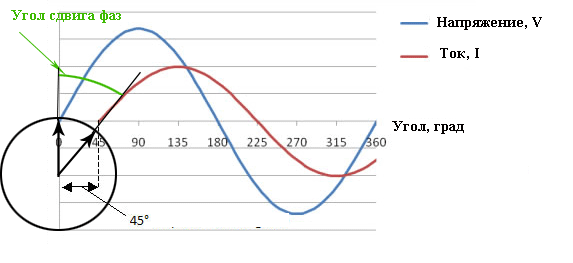 Угол сдвига фаз
Напряжение, V
Ток, I
Угол, град
0 45 90 135 180 225 270 315 360
45°